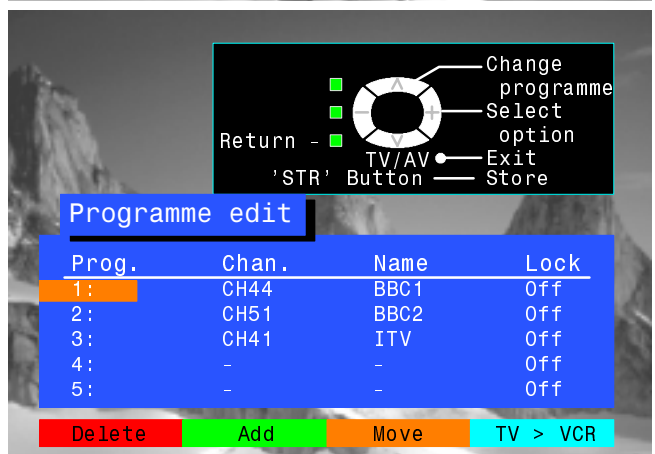 Change
programme
Select
option
Return -
TV/AV Exit
'STR' Button Store
Programme edit
Prog. Chan. Name Lock
1: CH44 BBC1 Off
2: CH51 BBC2 Off
3: CH41 ITV Off
4: - - Off
5: - - Off
Delete Add Move TV > VCR